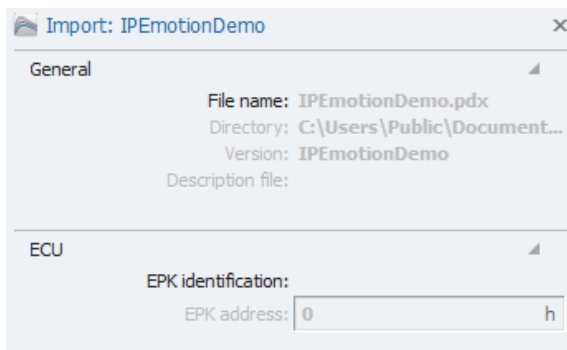 Import: IPEmotionDemo
General
File name: IPEmotionDemo.pdx
Directory: C:\Users\Public\Document...
Version: IPEmotionDemo
Description file:
ECU
EPK identification:
EPK address: 0 h